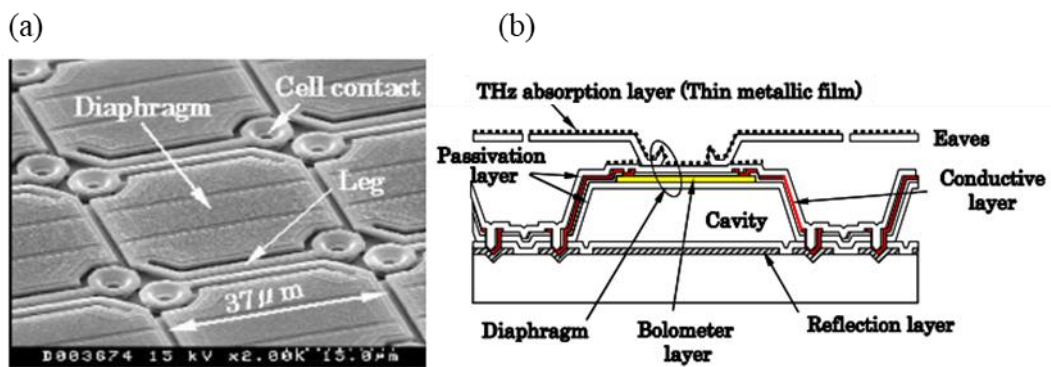 (a)
(b)
Diaphragm
Cell contact
Leg
37μm
D003674 15 kV x2.00k 15.0μm
THz absorption layer (Thin metallic film)
Eaves
Passivation
layer
Conductive
layer
Cavity
Diaphragm
Bolometer
layer
Reflection layer